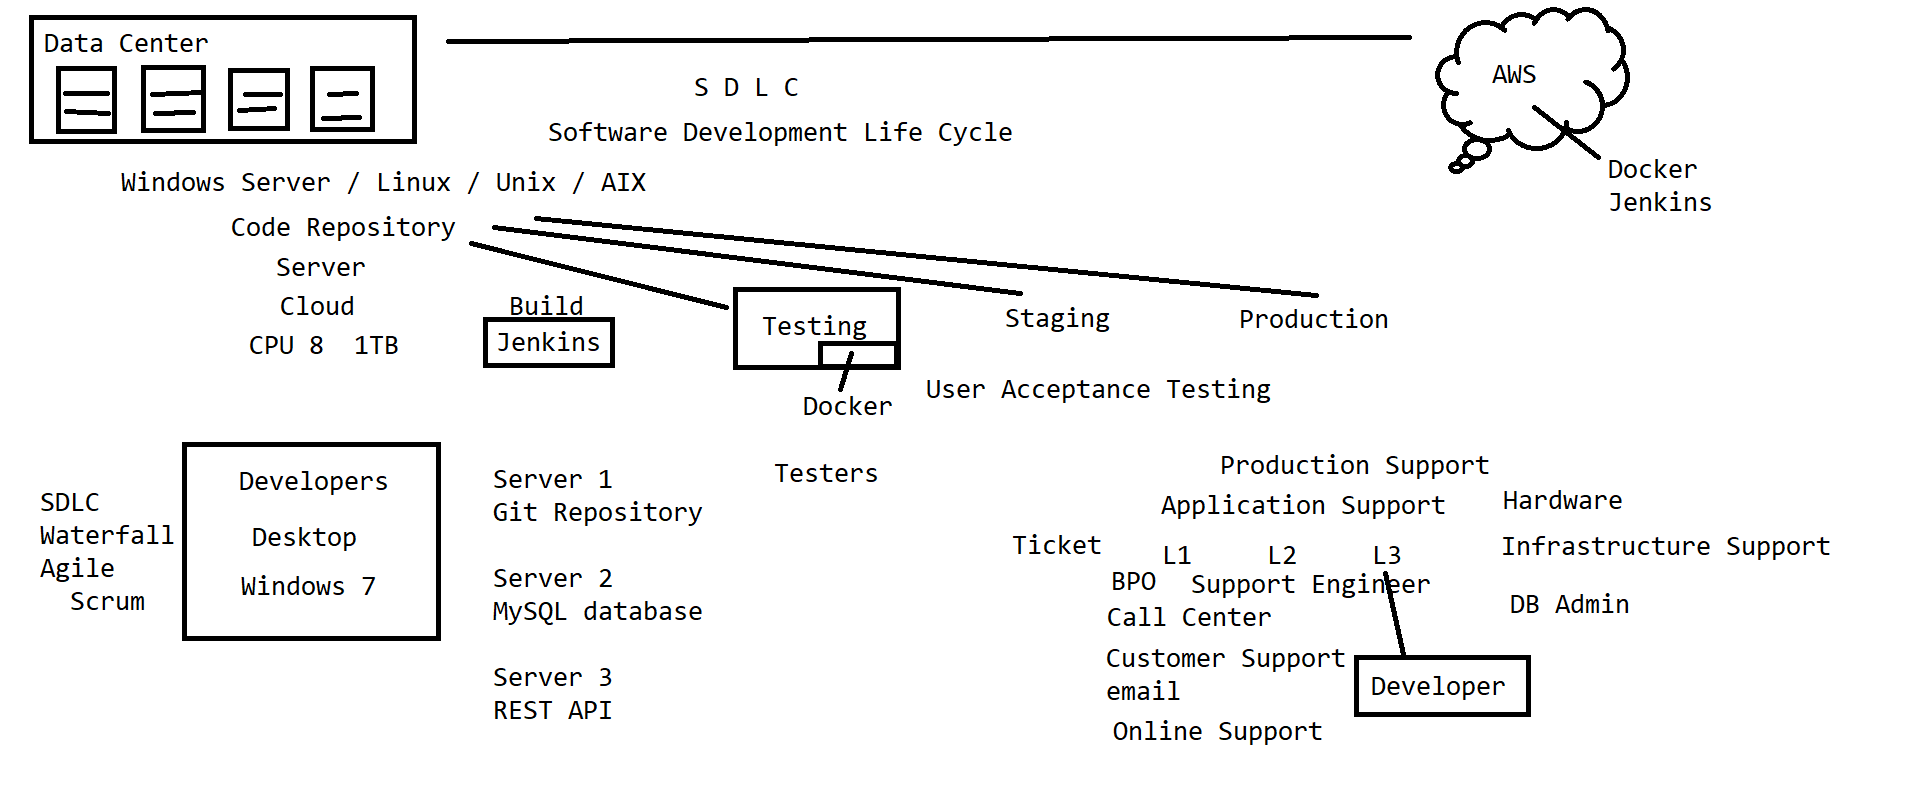 Data Center
S D L C
Software Development Life Cycle
AWS
Docker
Jenkins
Windows Server / Linux / Unix / AIX
Code Repository
Server
Cloud
CPU 8  1TB
Build
Jenkins
Testing
Docker
Staging
Production
User Acceptance Testing
SDLC
Waterfall
Agile
Scrum
Developers
Desktop
Windows 7
Server 1
Git Repository
Server 2
MySQL database
Server 3
REST API
Testers
Production Support
Application Support
Ticket
L1 L2 L3
BPO Support Engineer
Call Center
Customer Support
email
Online Support
Developer
Hardware
Infrastructure Support
DB Admin